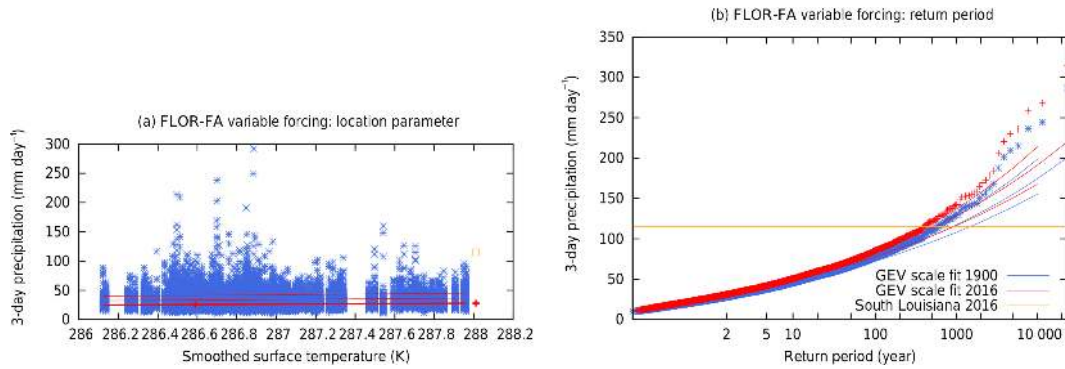 (a) FLOR-FA variable forcing: location parameter
3-day precipitation (mm day⁻¹)
300
250
200
150
100
50
0
286 286.2 286.4 286.6 286.8 287 287.2 287.4 287.6 287.8 288 288.2
Smoothed surface temperature (K)
(b) FLOR-FA variable forcing: return period
3-day precipitation (mm day⁻¹)
350
300
250
200
150
100
50
0
GEV scale fit 1900
GEV scale fit 2016
South Louisiana 2016
2 5 10 100 1000 10 000
Return period (year)